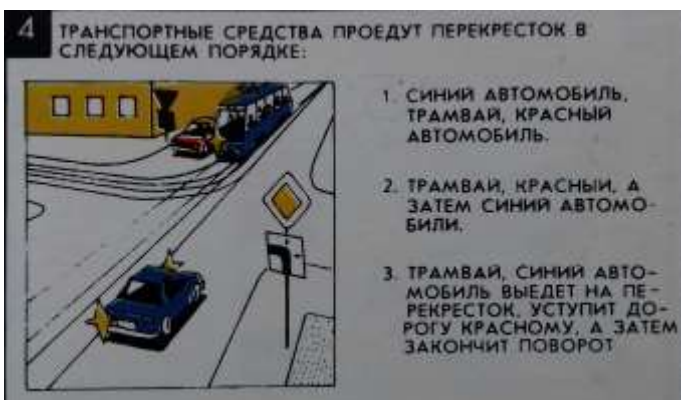 4
ТРАНСПОРТНЫЕ СРЕДСТВА ПРОЕДУТ ПЕРЕКРЕСТОК В
СЛЕДУЮЩЕМ ПОРЯДКЕ:
1. СИНИЙ АВТОМОБИЛЬ,
ТРАМВАЙ, КРАСНЫЙ
АВТОМОБИЛЬ.
2. ТРАМВАЙ, КРАСНЫЙ, А
ЗАТЕМ СИНИЙ АВТОМО-
БИЛИ.
3. ТРАМВАЙ, СИНИЙ АВТО-
МОБИЛЬ ВЫЕДЕТ НА ПЕ-
РЕКРЕСТОК, УСТУПИТ ДО-
РОГУ КРАСНОМУ, А ЗАТЕМ
ЗАКОНЧИТ ПОВОРОТ